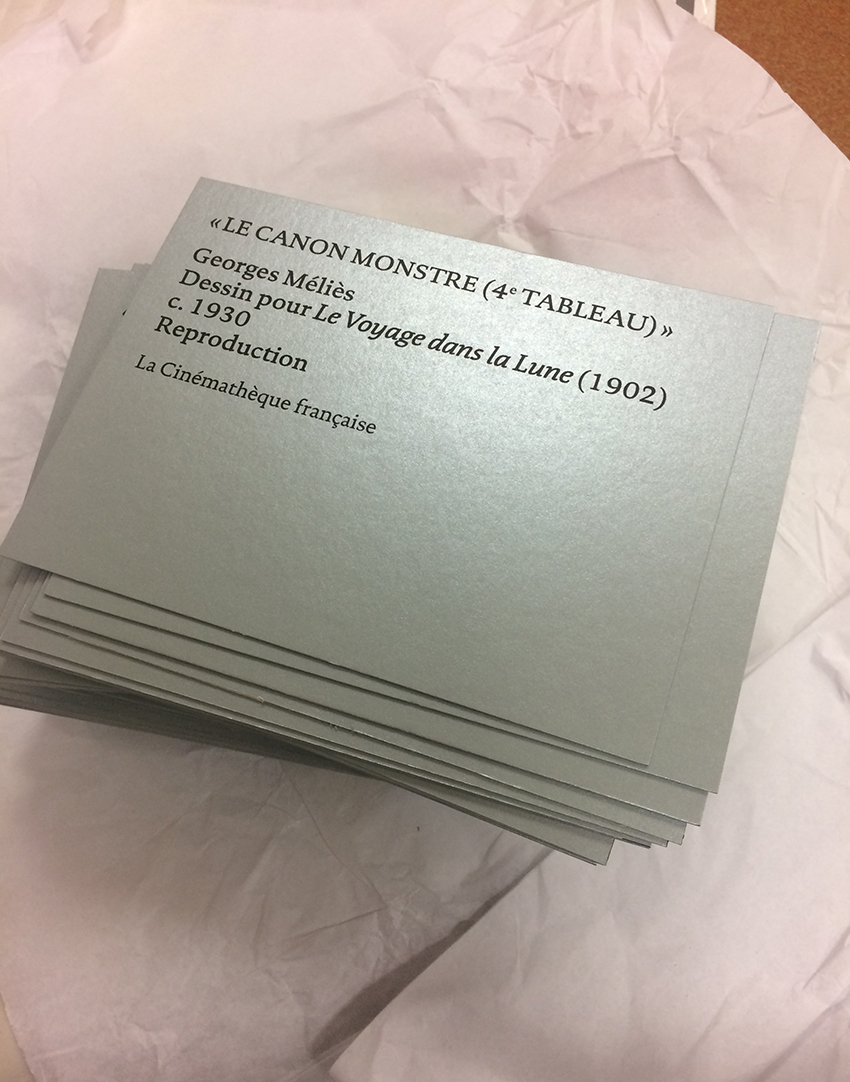 «LE CANON MONSTRE (4e TABLEAU)»
Georges Méliès
Dessin pour Le Voyage dans la Lune (1902)
c. 1930
Reproduction
La Cinémathèque française